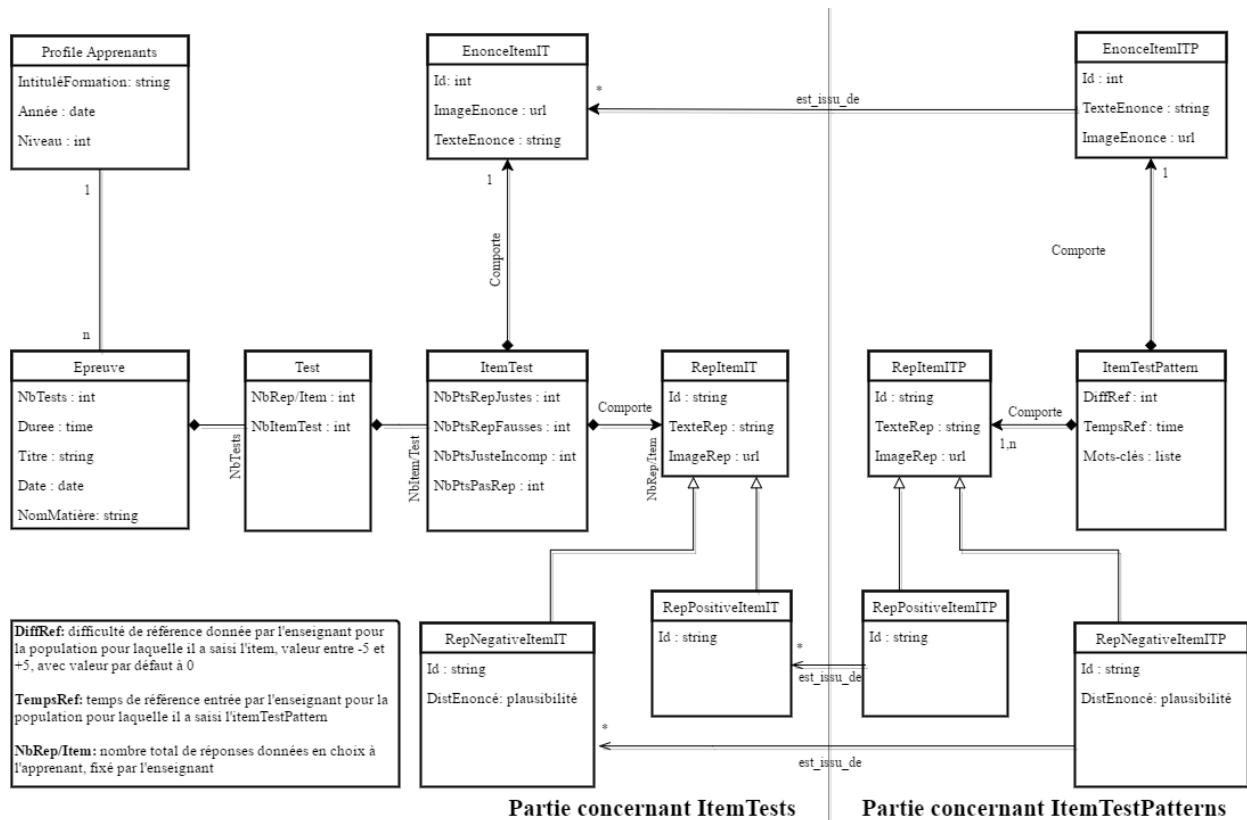 Profile Apprenants
IntituléFormation: string
Année : date
Niveau : int
1
n
EnonceItemIT
Id: int
ImageEnonce : url
TexteEnonce : string
*
est_issu_de
EnonceItemITP
Id : int
TexteEnonce : string
ImageEnonce : url
1
Comporte
1
Comporte
Epreuve
NbTests : int
Duree : time
Titre : string
Date : date
NomMatière: string
NbTests
Test
NbRep/Item : int
NbItemTest : int
NbItem/Test
ItemTest
NbPtsRepJustes : int
NbPtsRepFausses : int
NbPtsJusteIncomp : int
NbPtsPasRep : int
Comporte
NbRep/Item
RepItemIT
Id : string
TexteRep : string
ImageRep : url
RepItemITP
Id : string
TexteRep : string
ImageRep : url
Comporte
1,n
ItemTestPattern
DiffRef : int
TempsRef : time
Mots-clés : liste
RepPositiveItemIT
Id : string
*
est_issu_de
RepPositiveItemITP
Id : string
RepNegativeItemIT
Id : string
DistEnoncé: plausibilité
*
est_issu_de
RepNegativeItemITP
Id : string
DistEnoncé: plausibilité
DiffRef: difficulté de référence donnée par l'enseignant pour
la population pour laquelle il a saisi l'item, valeur entre -5 et
+5, avec valeur par défaut à 0
TempsRef: temps de référence entrée par l'enseignant pour la
population pour laquelle il a saisi l'itemTestPattern
NbRep/Item: nombre total de réponses données en choix à
l'apprenant, fixé par l'enseignant
Partie concernant ItemTests
Partie concernant ItemTestPatterns